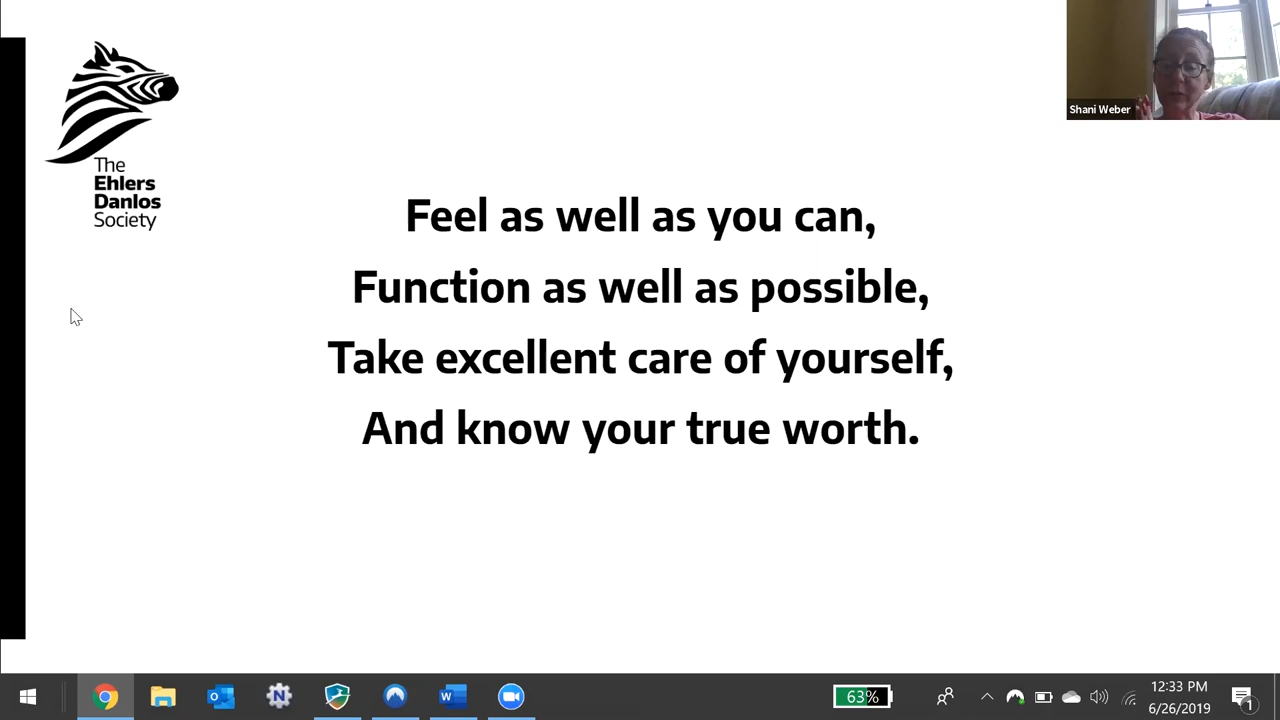 The
Ehlers
Danlos
Society
Shani Weber
Feel as well as you can,
Function as well as possible,
Take excellent care of yourself,
And know your true worth.
63%
12:33 PM
6/26/2019
1